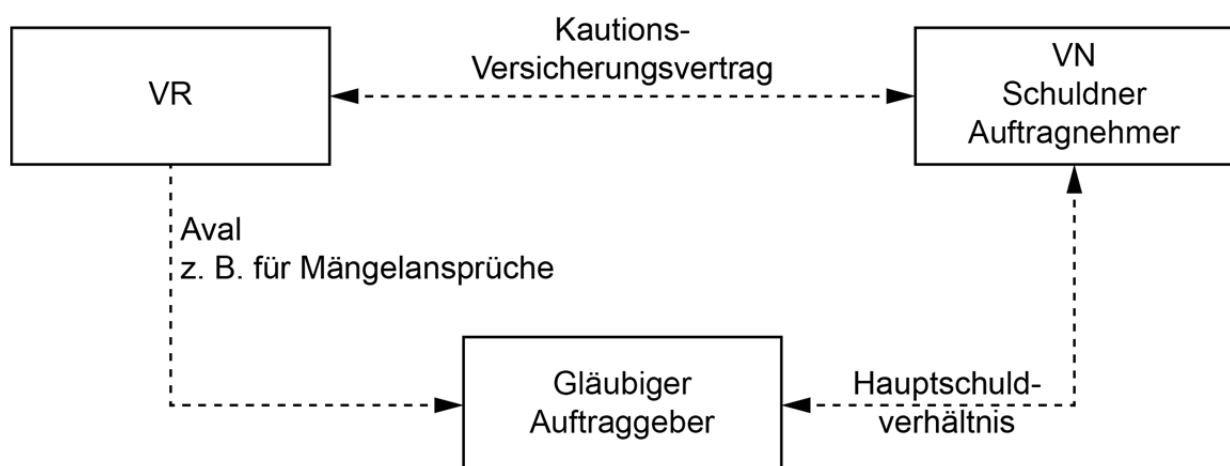 VR
Kautions-
Versicherungsvertrag
VN
Schuldner
Auftragnehmer
Aval
z. B. für Mängelansprüche
Gläubiger
Auftraggeber
Hauptschuld-
verhältnis